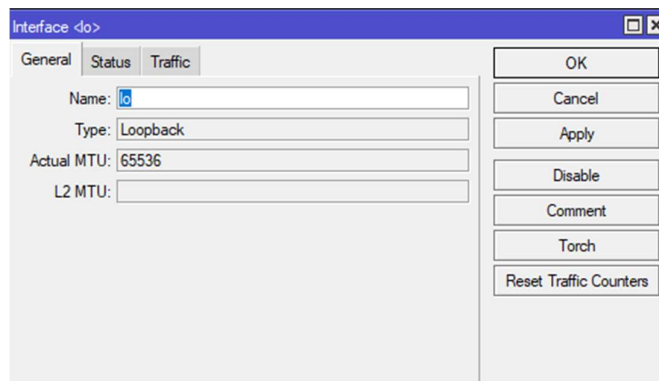 Interface <lo>
General Status Traffic
Name: lo
Type: Loopback
Actual MTU: 65536
L2 MTU:
OK
Cancel
Apply
Disable
Comment
Torch
Reset Traffic Counters